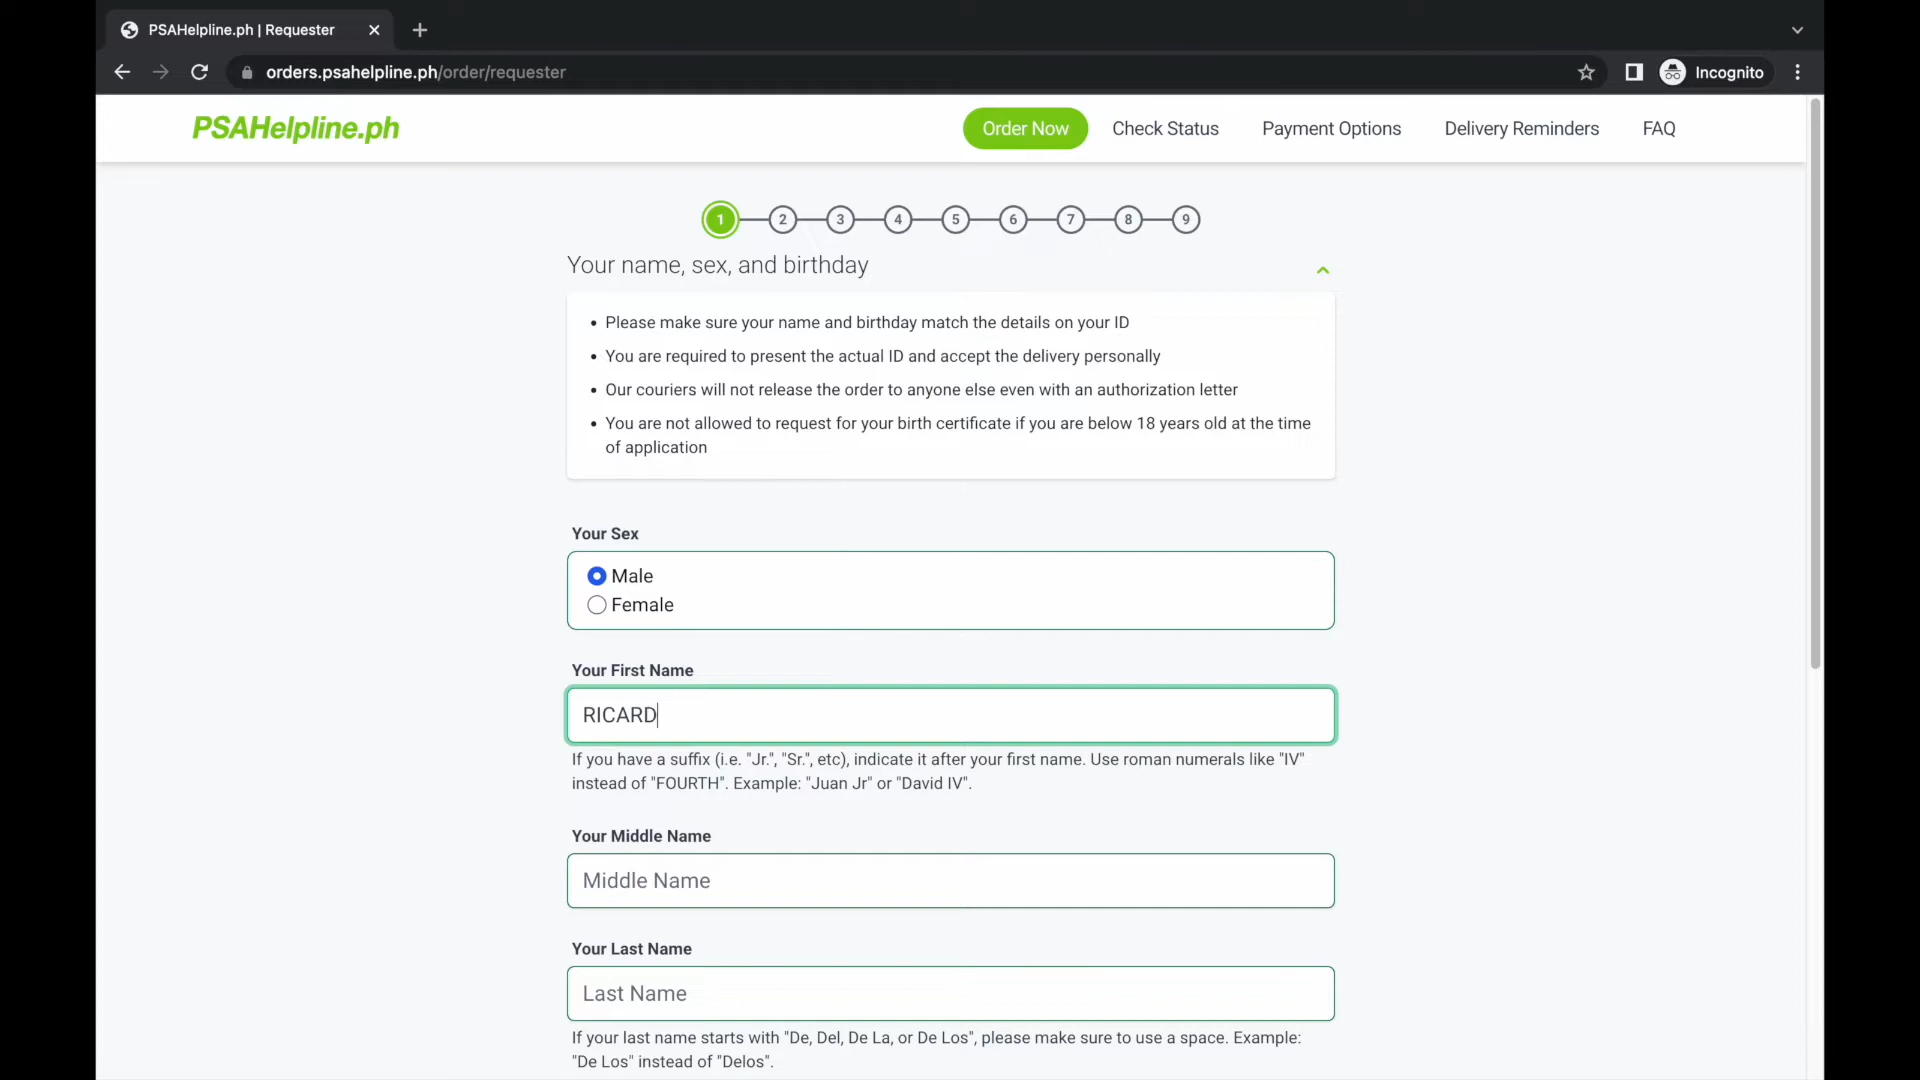 PSAHelpline.ph | Requester
orders.psahelpline.ph/order/requester
Incognito
PSAHelpline.ph
Order Now
Check Status
Payment Options
Delivery Reminders
FAQ
1 2 3 4 5 6 7 8 9
Your name, sex, and birthday
• Please make sure your name and birthday match the details on your ID
• You are required to present the actual ID and accept the delivery personally
• Our couriers will not release the order to anyone else even with an authorization letter
• You are not allowed to request for your birth certificate if you are below 18 years old at the time
of application
Your Sex
Male
Female
Your First Name
RICARD
If you have a suffix (i.e. "Jr.", "Sr.", etc), indicate it after your first name. Use roman numerals like "IV"
instead of "FOURTH". Example: "Juan Jr" or "David IV".
Your Middle Name
Middle Name
Your Last Name
Last Name
If your last name starts with "De, Del, De La, or De Los", please make sure to use a space. Example:
"De Los" instead of "Delos".